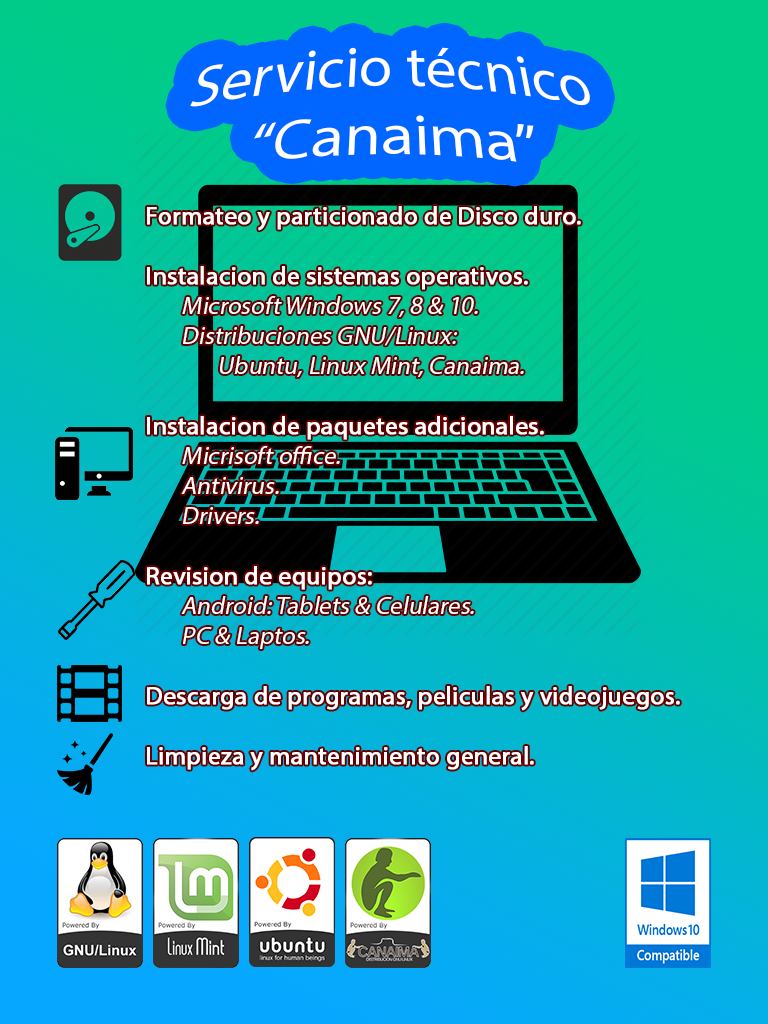 Servicio técnico
“Canaima”
Formateo y particionado de Disco duro.
Instalacion de sistemas operativos.
Microsoft Windows 7, 8 & 10.
Distribuciones GNU/Linux:
Ubuntu, Linux Mint, Canaima.
Instalacion de paquetes adicionales.
Micrisoft office.
Antivirus.
Drivers.
Revision de equipos:
Android: Tablets & Celulares.
PC & Laptos.
Descarga de programas, peliculas y videojuegos.
Limpieza y mantenimiento general.
Powered By
GNU/Linux
Powered By
Linux Mint
Powered By
ubuntu
linux for human beings
Powered By
CANAIMA
DISTRIBUCION GNU/LINUX
Windows10
Compatible